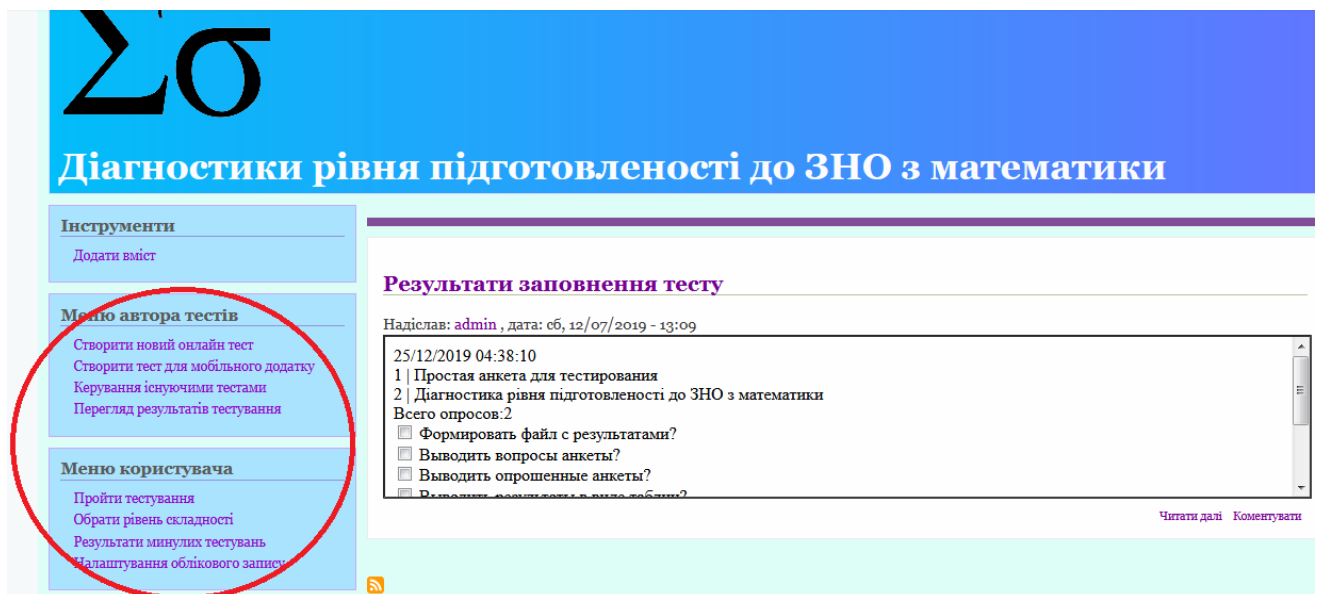 Σσ
Діагностики рівня підготовленості до ЗНО з математики
Інструменти
Додати вміст
Меню автора тестів
Створити новий онлайн тест
Створити тест для мобільного додатку
Керування існуючими тестами
Перегляд результатів тестування
Меню користувача
Пройти тестування
Обрати рівень складності
Результати минулих тестувань
Налаштування облікового запису
Результати заповнення тесту
Надіслав: admin , дата: сб, 12/07/2019 - 13:09
25/12/2019 04:38:10
1 | Простая анкета для тестирования
2 | Діагностика рівня підготовленості до ЗНО з математики
Всего опросов:2
Формировать файл с результатами?
Выводить вопросы анкеты?
Выводить опрошенные анкеты?
Выводить результаты в виде таблиц?
Читати далі Коментувати